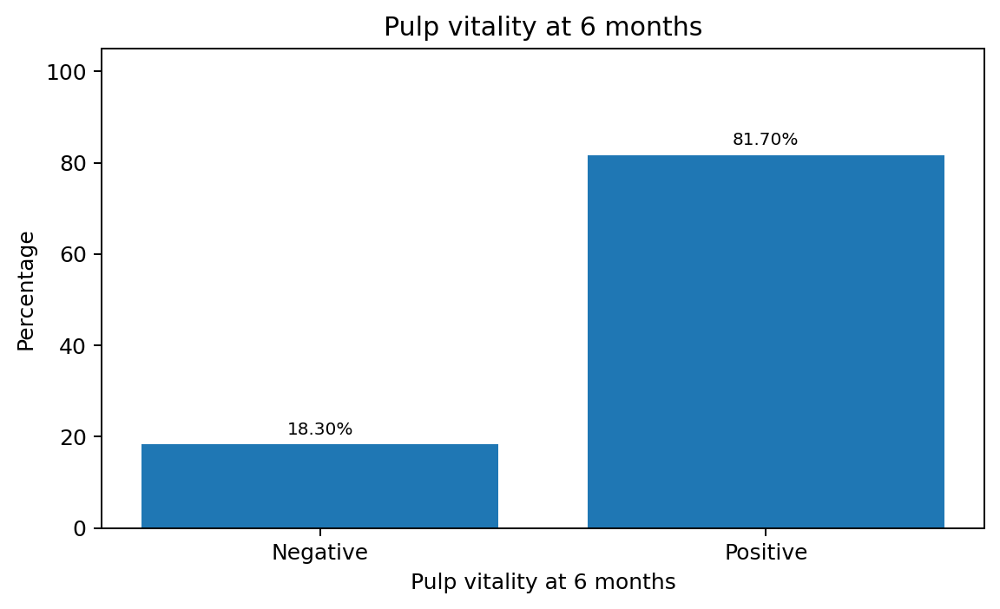 Pulp vitality at 6 months
100
80
60
40
20
0
Percentage
81.70%
18.30%
Negative
Positive
Pulp vitality at 6 months